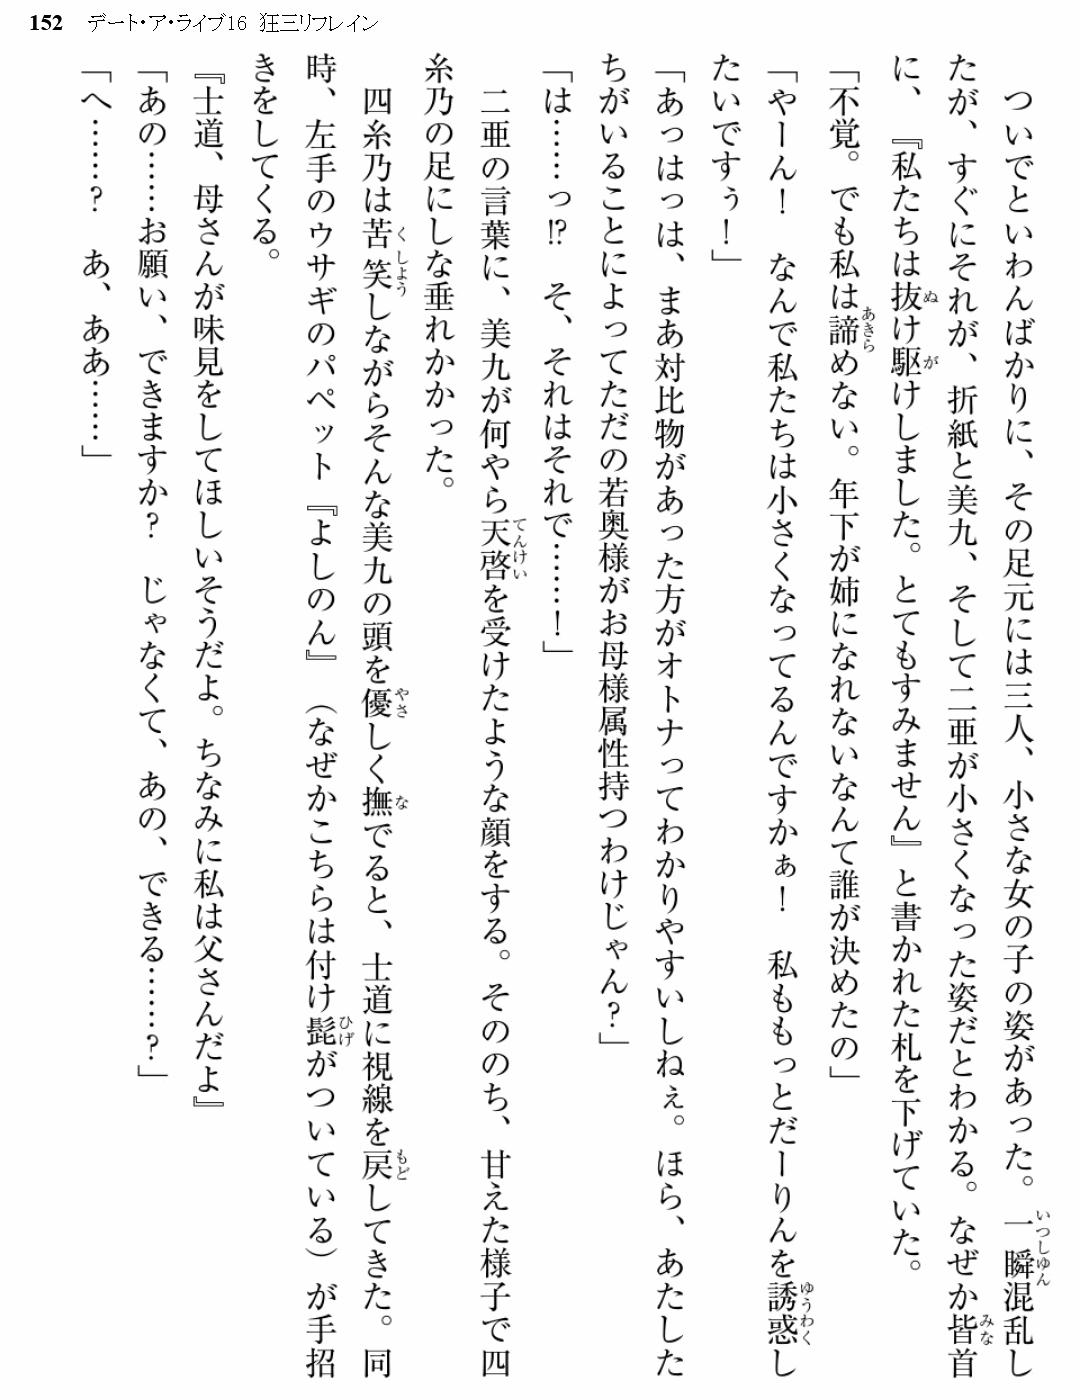 152 デート・ア・ライブ16 狂三リフレイン
　ついでといわんばかりに、その足元には三人、小さな女の子の姿があった。一瞬混乱し
たが、すぐにそれが、折紙と美九、そして二亜が小さくなった姿だとわかる。なぜか皆首
に、『私たちは抜け駆けしました。とてもすみません』と書かれた札を下げていた。
「不覚。でも私は諦めない。年下が姉になれないなんて誰が決めたの」
「やーん！　なんで私たちは小さくなってるんですかぁ！　私ももっとだーりんを誘惑し
たいですぅ！」
「あっはっは、まあ対比物があった方がオトナってわかりやすいしねぇ。ほら、あたした
ちがいることによってただの若奥様がお母様属性持つわけじゃん？」
「は……っ!?　そ、それはそれで……！」
　二亜の言葉に、美九が何やら天啓を受けたような顔をする。そののち、甘えた様子で四
糸乃の足にしな垂れかかった。
　四糸乃は苦笑しながらそんな美九の頭を優しく撫でると、士道に視線を戻してきた。同
時、左手のウサギのパペット『よしのん』（なぜかこちらは付け髭がついている）が手招
きをしてくる。
『士道、母さんが味見をしてほしいそうだよ。ちなみに私は父さんだよ』
「あの……お願い、できますか？　じゃなくて、あの、できる……？」
「へ……？　あ、ああ……」